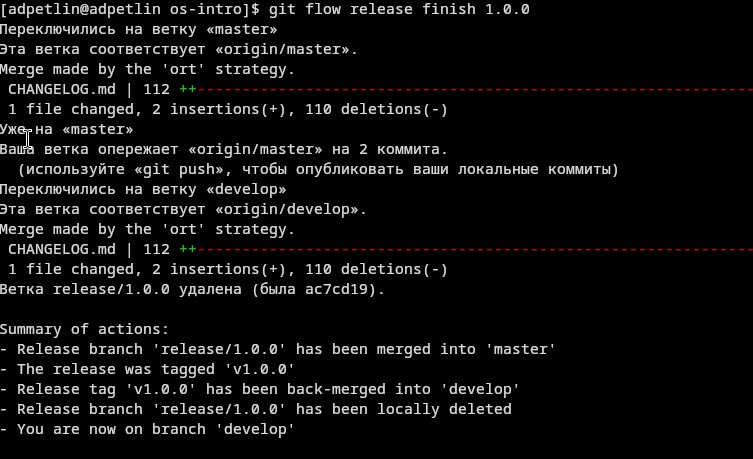 [adpetlin@adpetlin os-intro]$ git flow release finish 1.0.0
Переключились на ветку «master»
Эта ветка соответствует «origin/master».
Merge made by the 'ort' strategy.
 CHANGELOG.md | 112 ++--------------------------------------------------------------
 1 file changed, 2 insertions(+), 110 deletions(-)
Уже на «master»
Ваша ветка опережает «origin/master» на 2 коммита.
  (используйте «git push», чтобы опубликовать ваши локальные коммиты)
Переключились на ветку «develop»
Эта ветка соответствует «origin/develop».
Merge made by the 'ort' strategy.
 CHANGELOG.md | 112 ++--------------------------------------------------------------
 1 file changed, 2 insertions(+), 110 deletions(-)
Ветка release/1.0.0 удалена (была ac7cd19).

Summary of actions:
- Release branch 'release/1.0.0' has been merged into 'master'
- The release was tagged 'v1.0.0'
- Release tag 'v1.0.0' has been back-merged into 'develop'
- Release branch 'release/1.0.0' has been locally deleted
- You are now on branch 'develop'